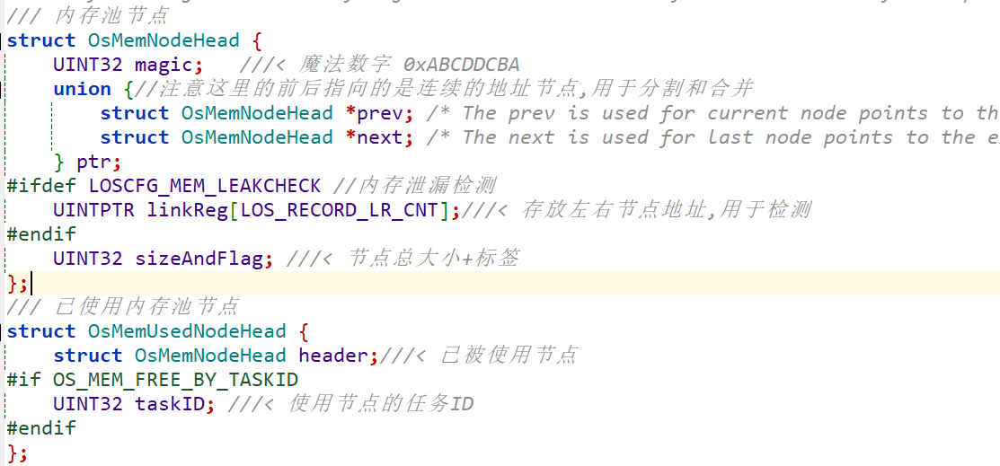 /// 内存池节点
struct OsMemNodeHead {
    UINT32 magic;   ///< 魔法数字 0xABCDDCBA
    union {//注意这里的前后指向的是连续的地址节点,用于分割和合并
        struct OsMemNodeHead *prev; /* The prev is used for current node points to th
        struct OsMemNodeHead *next; /* The next is used for last node points to the e
    } ptr;
#ifdef LOSCFG_MEM_LEAKCHECK //内存泄漏检测
    UINTPTR linkReg[LOS_RECORD_LR_CNT];///< 存放左右节点地址,用于检测
#endif
    UINT32 sizeAndFlag; ///< 节点总大小+标签
};
/// 已使用内存池节点
struct OsMemUsedNodeHead {
    struct OsMemNodeHead header;///< 已被使用节点
#if OS_MEM_FREE_BY_TASKID
    UINT32 taskID; ///< 使用节点的任务ID
#endif
};